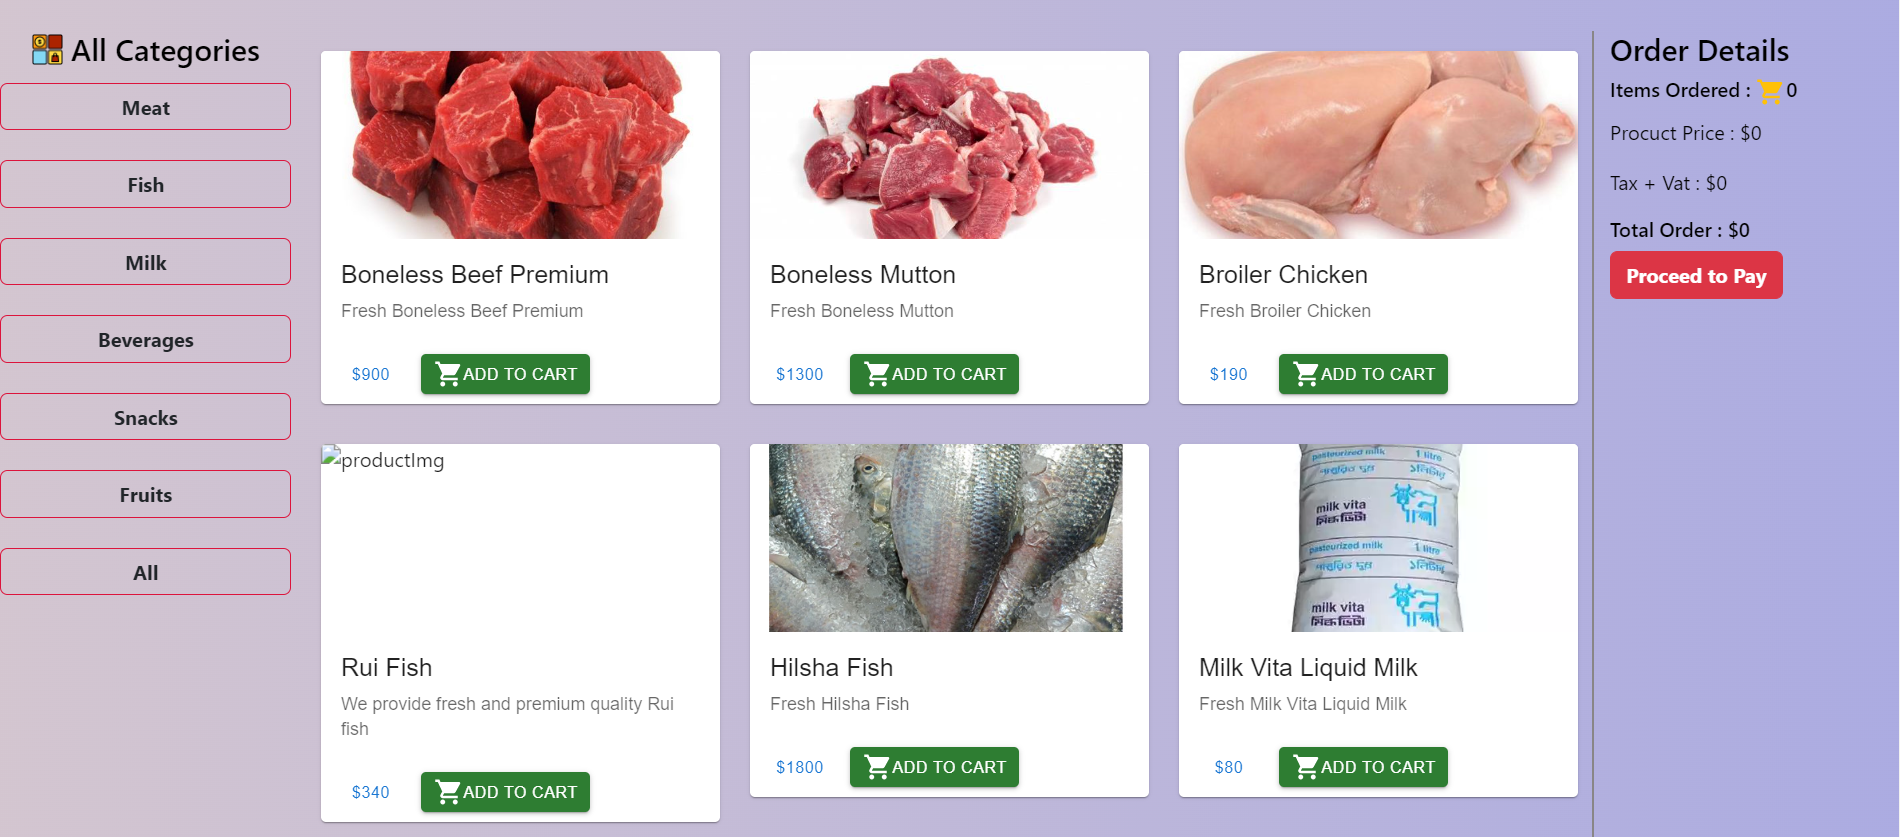 All Categories
Meat
Fish
Milk
Beverages
Snacks
Fruits
All
Boneless Beef Premium
Fresh Boneless Beef Premium
$900
ADD TO CART
Boneless Mutton
Fresh Boneless Mutton
$1300
ADD TO CART
Broiler Chicken
Fresh Broiler Chicken
$190
ADD TO CART
productImg
Rui Fish
We provide fresh and premium quality Rui
fish
$340
ADD TO CART
Hilsha Fish
Fresh Hilsha Fish
$1800
ADD TO CART
pasteurized milk 1 litre
milk vita
মিল্ক ভিটা
pasteurized milk 1 litre
milk vita
মিল্ক ভিটা
Milk Vita Liquid Milk
Fresh Milk Vita Liquid Milk
$80
ADD TO CART
Order Details
Items Ordered : 0
Procuct Price : $0
Tax + Vat : $0
Total Order : $0
Proceed to Pay